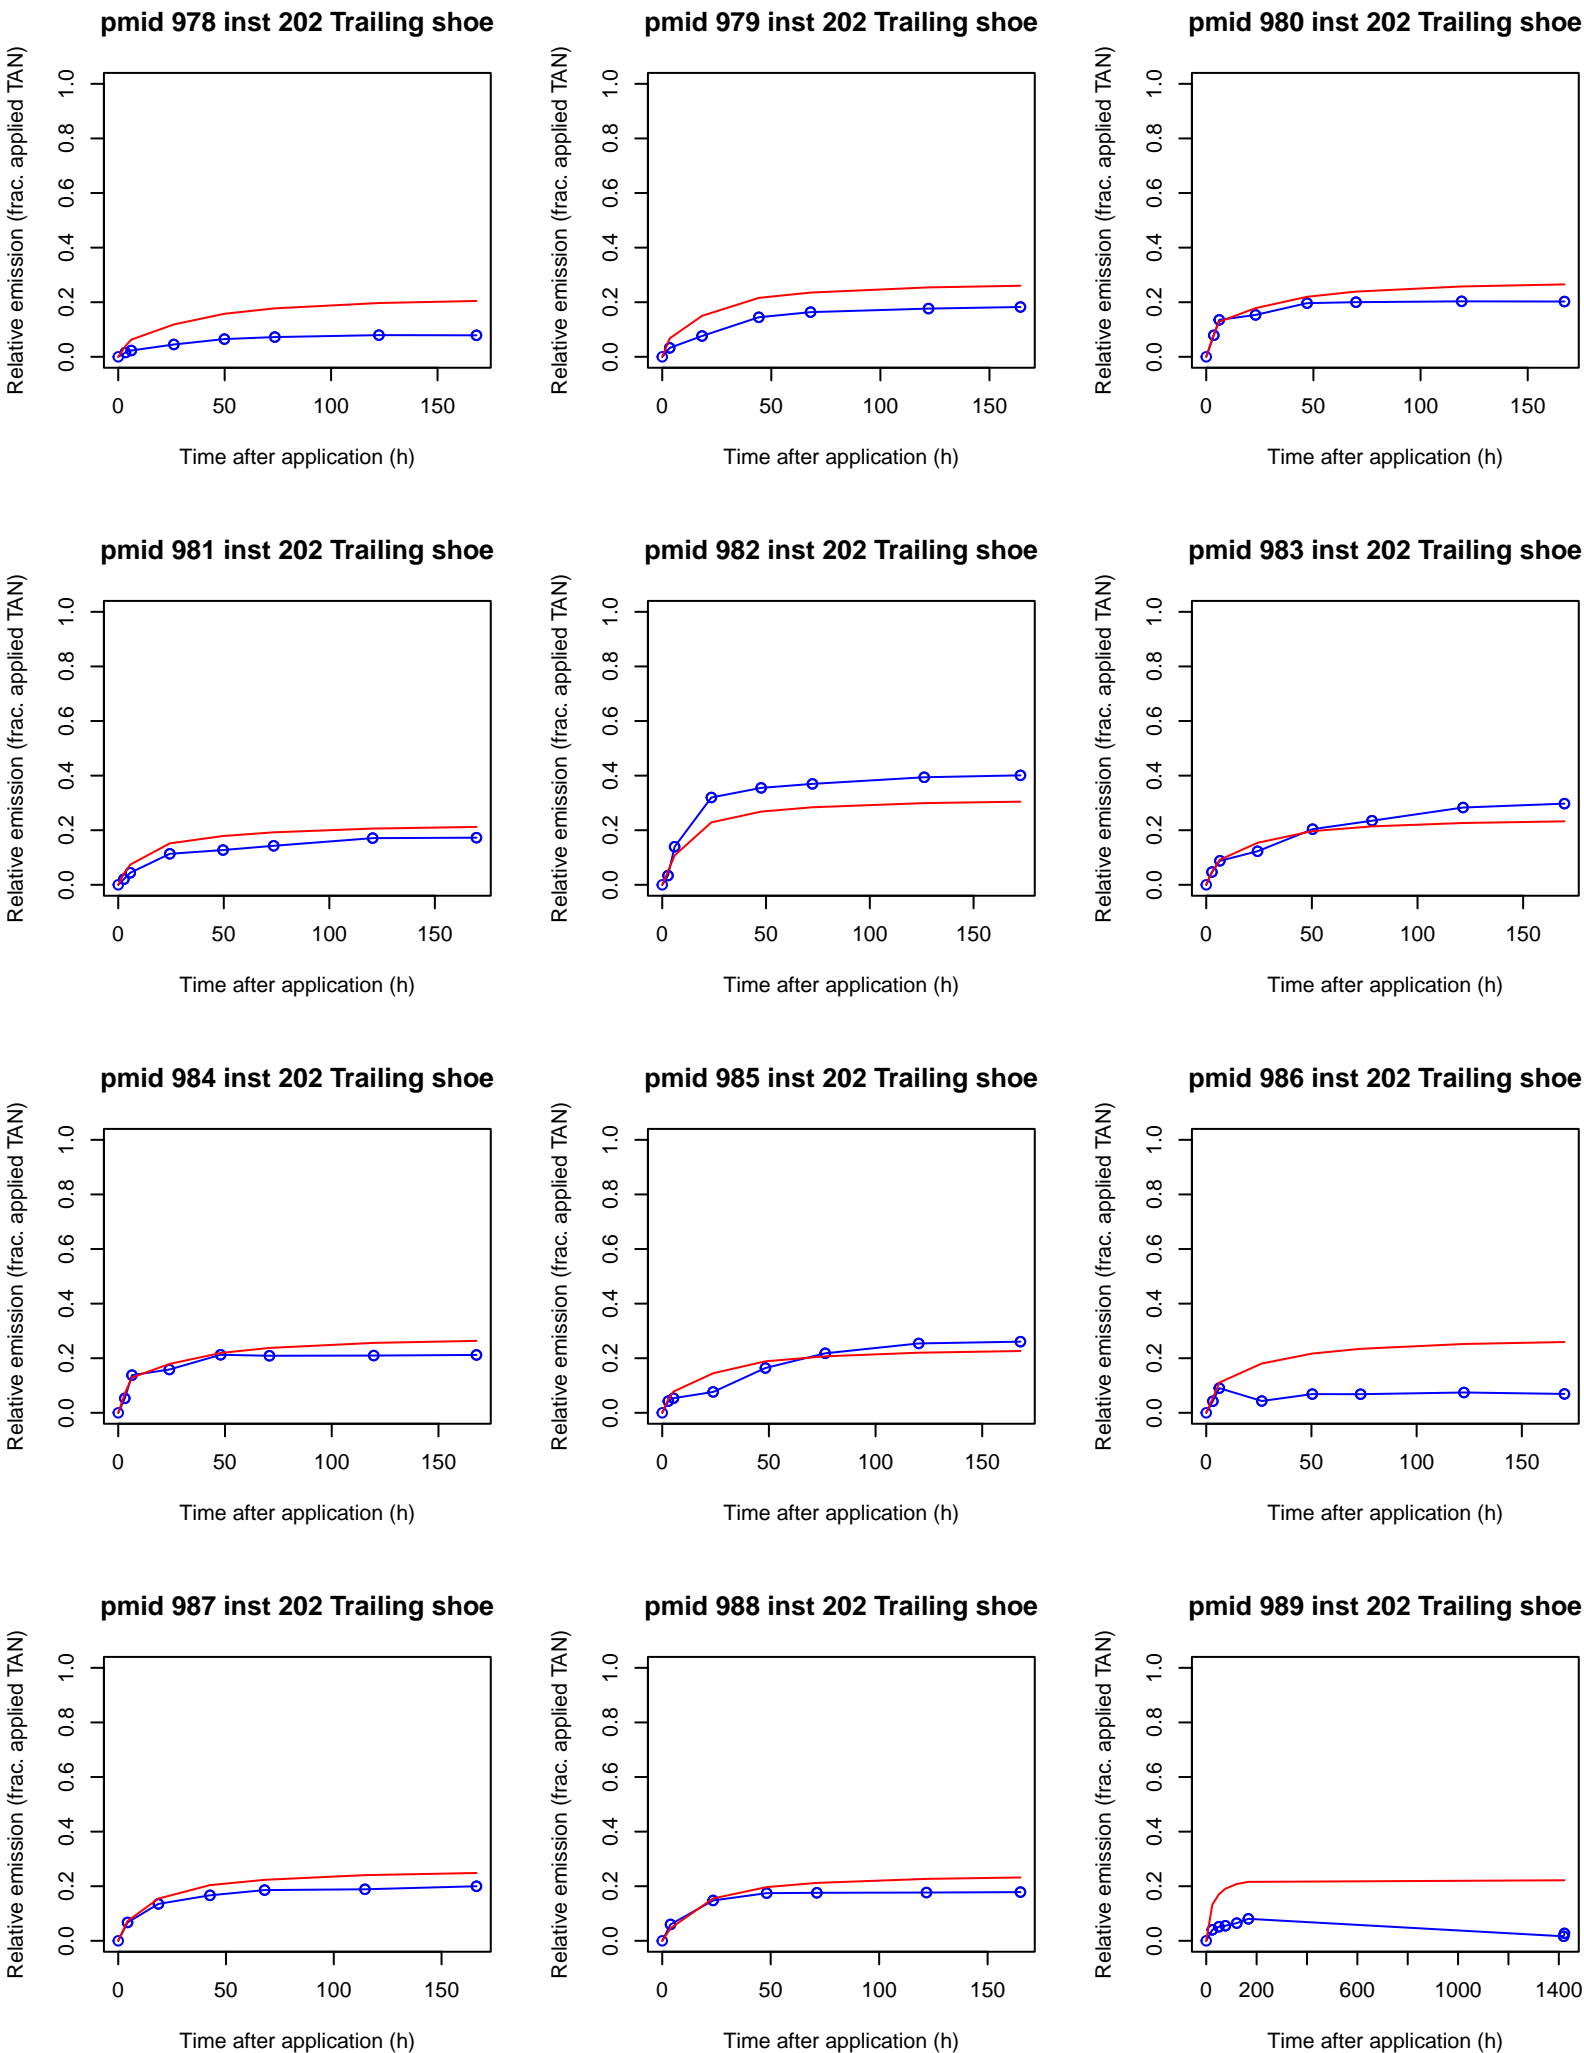 pmid 978 inst 202 Trailing shoe
Relative emission (frac. applied TAN)
0.0 0.2 0.4 0.6 0.8 1.0
0 50 100 150
Time after application (h)
pmid 979 inst 202 Trailing shoe
Relative emission (frac. applied TAN)
0.0 0.2 0.4 0.6 0.8 1.0
0 50 100 150
Time after application (h)
pmid 980 inst 202 Trailing shoe
Relative emission (frac. applied TAN)
0.0 0.2 0.4 0.6 0.8 1.0
0 50 100 150
Time after application (h)
pmid 981 inst 202 Trailing shoe
Relative emission (frac. applied TAN)
0.0 0.2 0.4 0.6 0.8 1.0
0 50 100 150
Time after application (h)
pmid 982 inst 202 Trailing shoe
Relative emission (frac. applied TAN)
0.0 0.2 0.4 0.6 0.8 1.0
0 50 100 150
Time after application (h)
pmid 983 inst 202 Trailing shoe
Relative emission (frac. applied TAN)
0.0 0.2 0.4 0.6 0.8 1.0
0 50 100 150
Time after application (h)
pmid 984 inst 202 Trailing shoe
Relative emission (frac. applied TAN)
0.0 0.2 0.4 0.6 0.8 1.0
0 50 100 150
Time after application (h)
pmid 985 inst 202 Trailing shoe
Relative emission (frac. applied TAN)
0.0 0.2 0.4 0.6 0.8 1.0
0 50 100 150
Time after application (h)
pmid 986 inst 202 Trailing shoe
Relative emission (frac. applied TAN)
0.0 0.2 0.4 0.6 0.8 1.0
0 50 100 150
Time after application (h)
pmid 987 inst 202 Trailing shoe
Relative emission (frac. applied TAN)
0.0 0.2 0.4 0.6 0.8 1.0
0 50 100 150
Time after application (h)
pmid 988 inst 202 Trailing shoe
Relative emission (frac. applied TAN)
0.0 0.2 0.4 0.6 0.8 1.0
0 50 100 150
Time after application (h)
pmid 989 inst 202 Trailing shoe
Relative emission (frac. applied TAN)
0.0 0.2 0.4 0.6 0.8 1.0
0 200 600 1000 1400
Time after application (h)